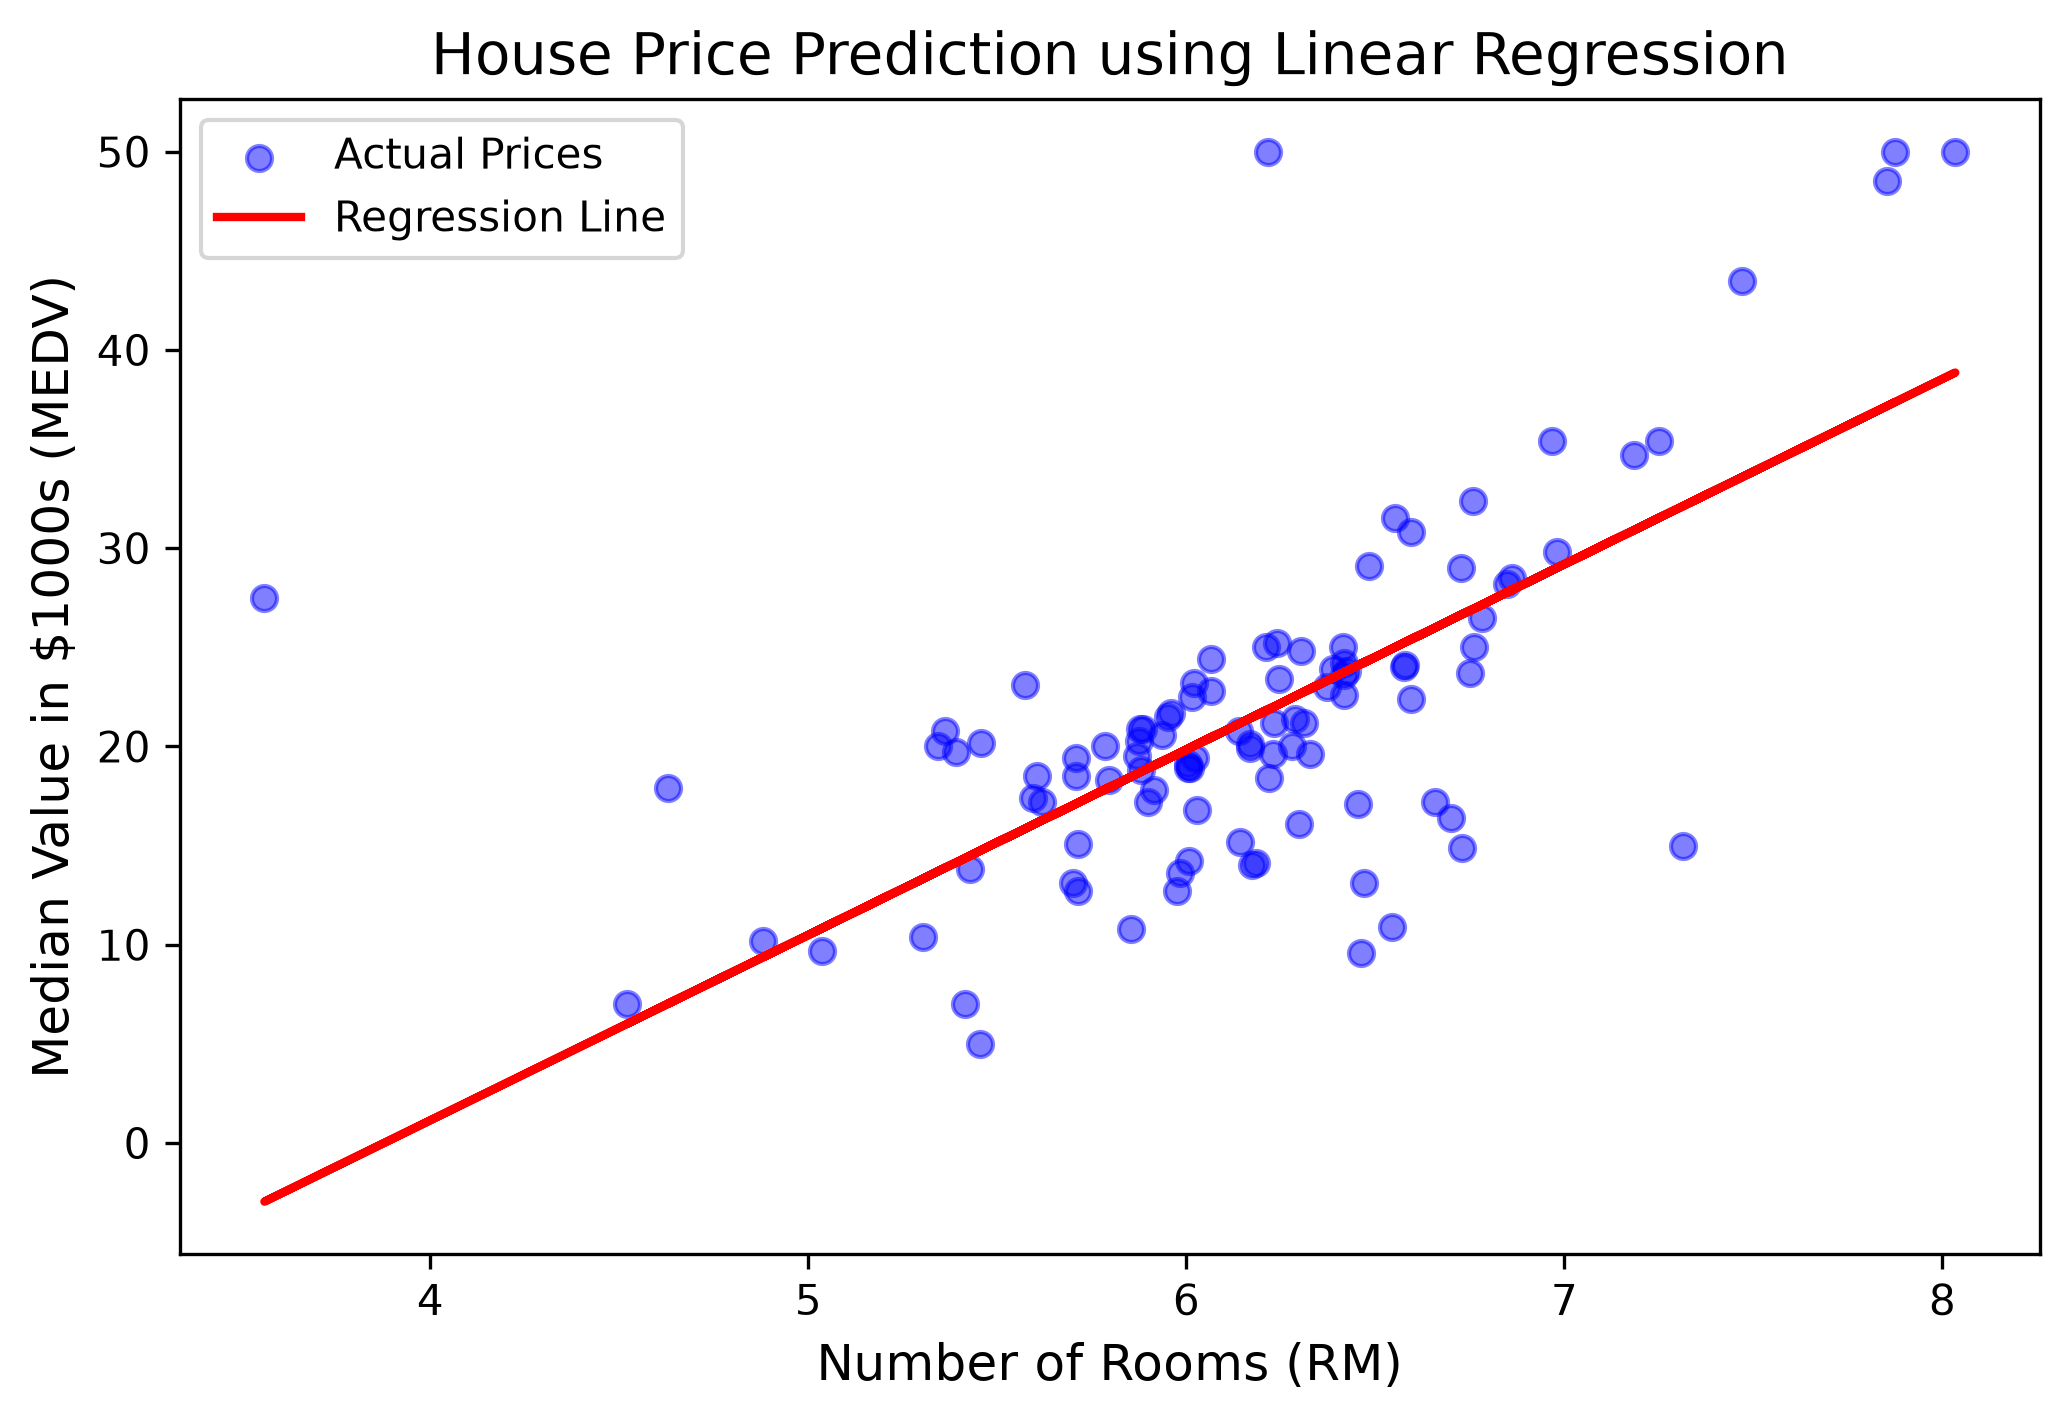 House Price Prediction using Linear Regression
Actual Prices
Regression Line
Median Value in $1000s (MEDV)
50
40
30
20
10
0
4 5 6 7 8
Number of Rooms (RM)